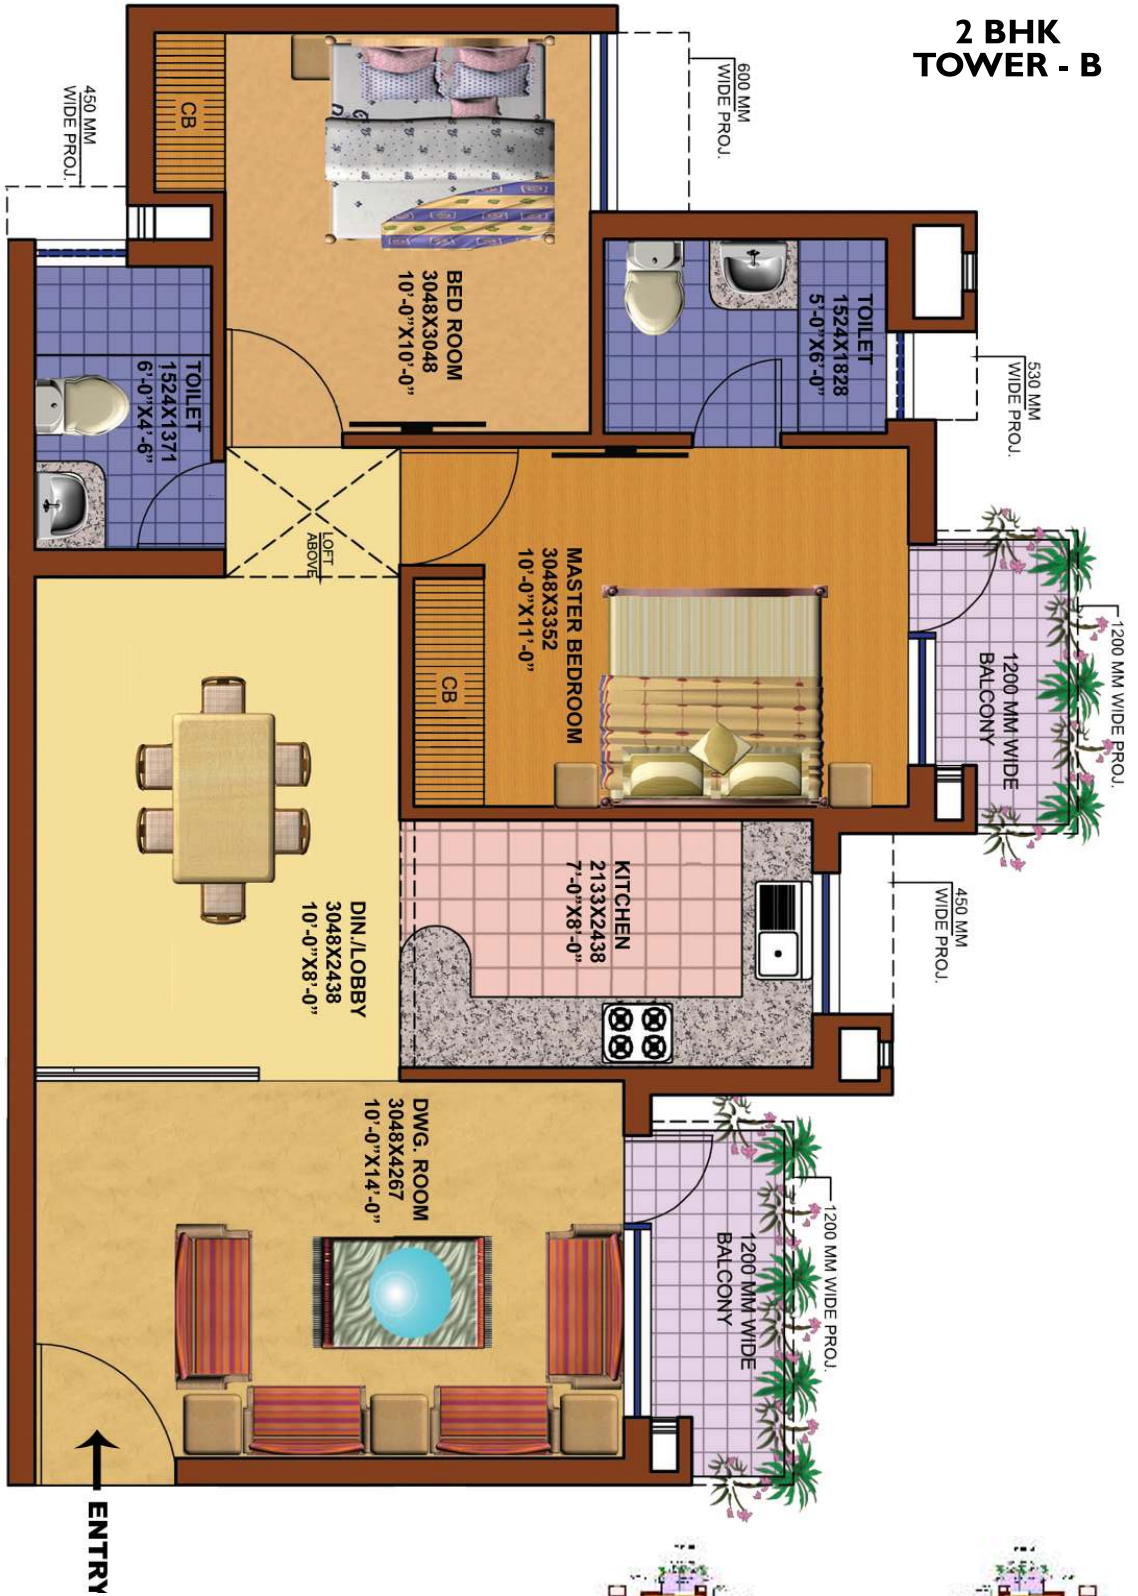 2 BHK
TOWER - B
600 MM
WIDE PROJ.
450 MM
WIDE PROJ.
CB
BED ROOM
3048X3048
10'-0"X10'-0"
TOILET
1524X1828
5'-0"X6'-0"
530 MM
WIDE PROJ.
TOILET
1524X1371
6'-0"X4'-6"
LOFT
ABOVE
MASTER BEDROOM
3048X3352
10'-0"X11'-0"
CB
1200 MM WIDE
BALCONY
1200 MM WIDE PROJ.
KITCHEN
2133X2438
7'-0"X8'-0"
450 MM
WIDE PROJ.
DIN./LOBBY
3048X2438
10'-0"X8'-0"
DWG. ROOM
3048X4267
10'-0"X14'-0"
1200 MM WIDE
BALCONY
1200 MM WIDE PROJ.
ENTRY